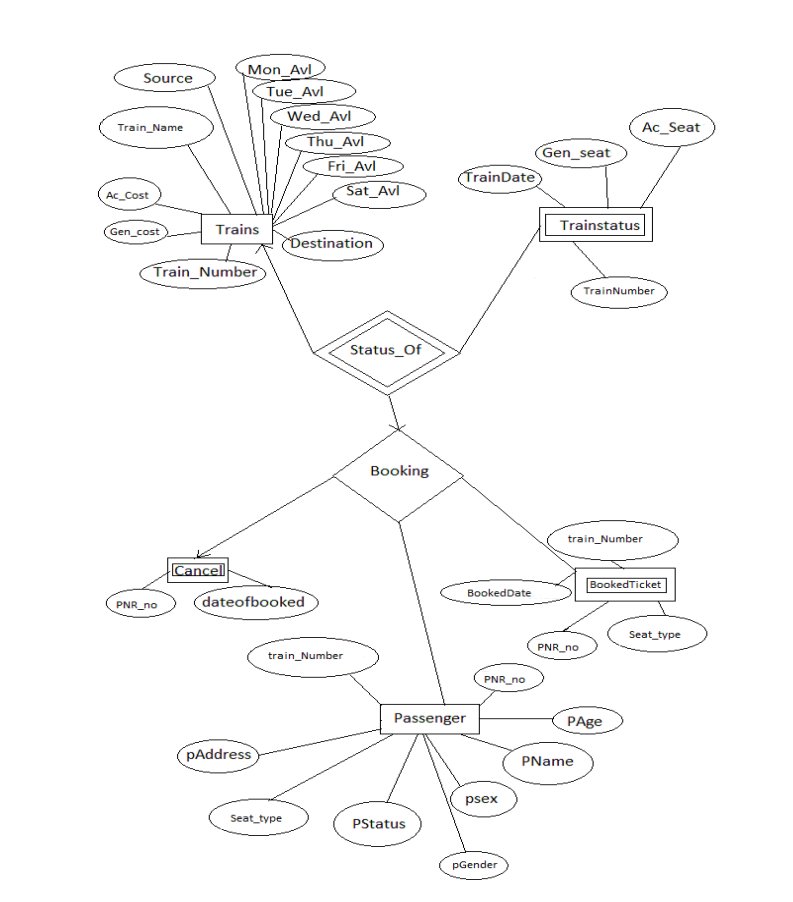 Mon_Avl
Source
Tue_Avl
Wed_Avl
Train_Name
Thu_Avl
Fri_Avl
Sat_Avl
Ac_Cost
Gen_cost
Trains
Destination
Train_Number
Ac_Seat
Gen_seat
TrainDate
Trainstatus
TrainNumber
Status_Of
Booking
Cancel
PNR_no
dateofbooked
train_Number
BookedTicket
BookedDate
PNR_no
Seat_type
train_Number
PNR_no
Passenger
PAge
pAddress
PName
psex
Seat_type
PStatus
pGender